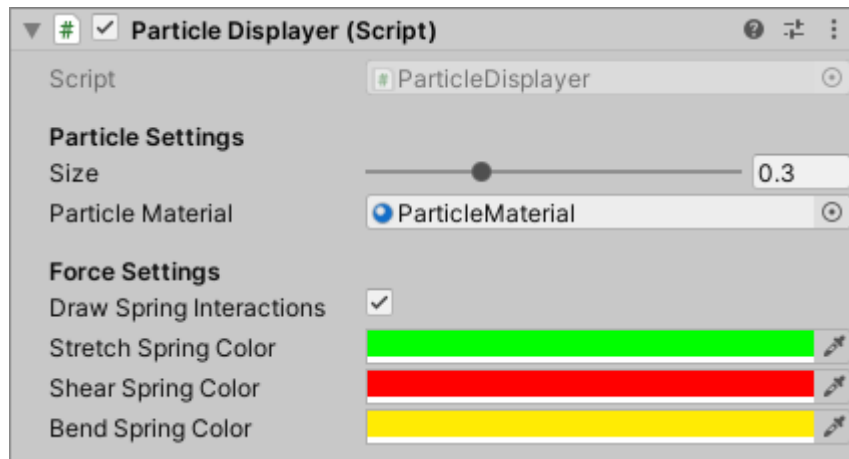 Particle Displayer (Script)
Script ParticleDisplayer
Particle Settings
Size 0.3
Particle Material ParticleMaterial
Force Settings
Draw Spring Interactions
Stretch Spring Color
Shear Spring Color
Bend Spring Color